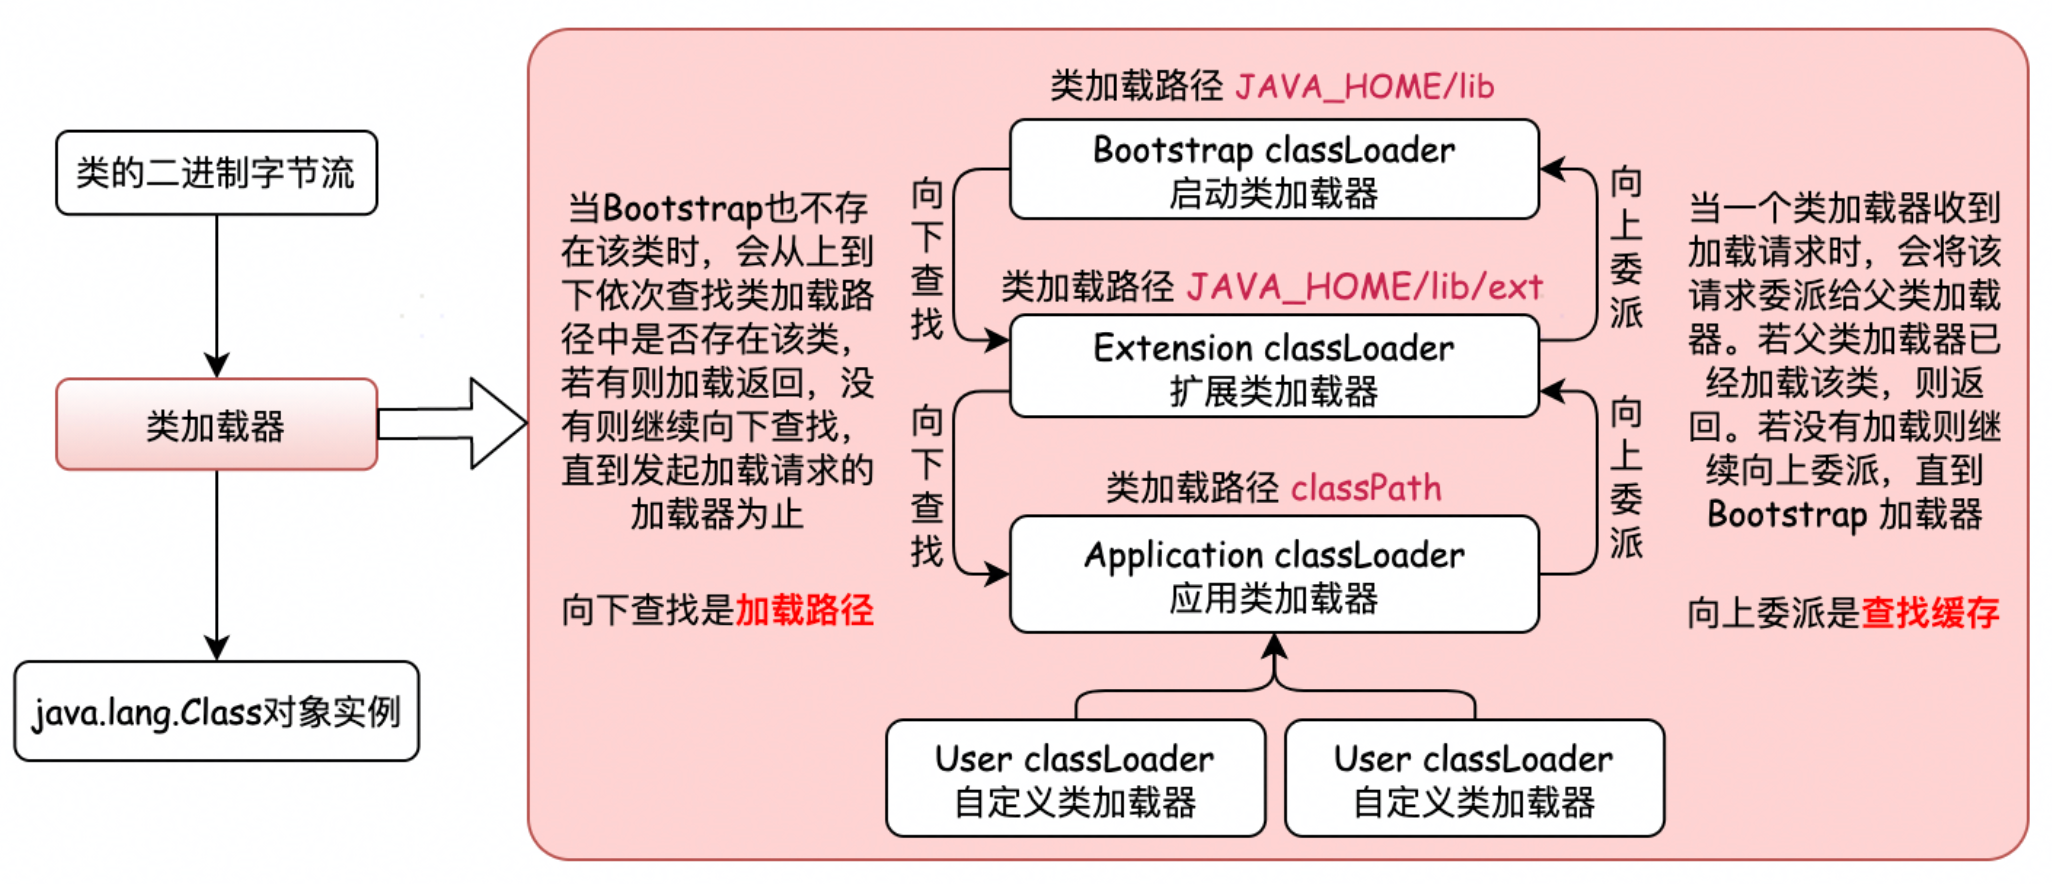 类的二进制字节流
类加载器
java.lang.Class对象实例
当Bootstrap也不存
在该类时，会从上到
下依次查找类加载路
径中是否存在该类，
若有则加载返回，没
有则继续向下查找，
直到发起加载请求的
加载器为止
向下查找是加载路径
向下查找
向下查找
类加载路径 JAVA_HOME/lib
Bootstrap classLoader
启动类加载器
类加载路径 JAVA_HOME/lib/ext
Extension classLoader
扩展类加载器
类加载路径 classPath
Application classLoader
应用类加载器
User classLoader
自定义类加载器
User classLoader
自定义类加载器
向上委派
向上委派
当一个类加载器收到
加载请求时，会将该
请求委派给父类加载
器。若父类加载器已
经加载该类，则返
回。若没有加载则继
续向上委派，直到
Bootstrap 加载器
向上委派是查找缓存